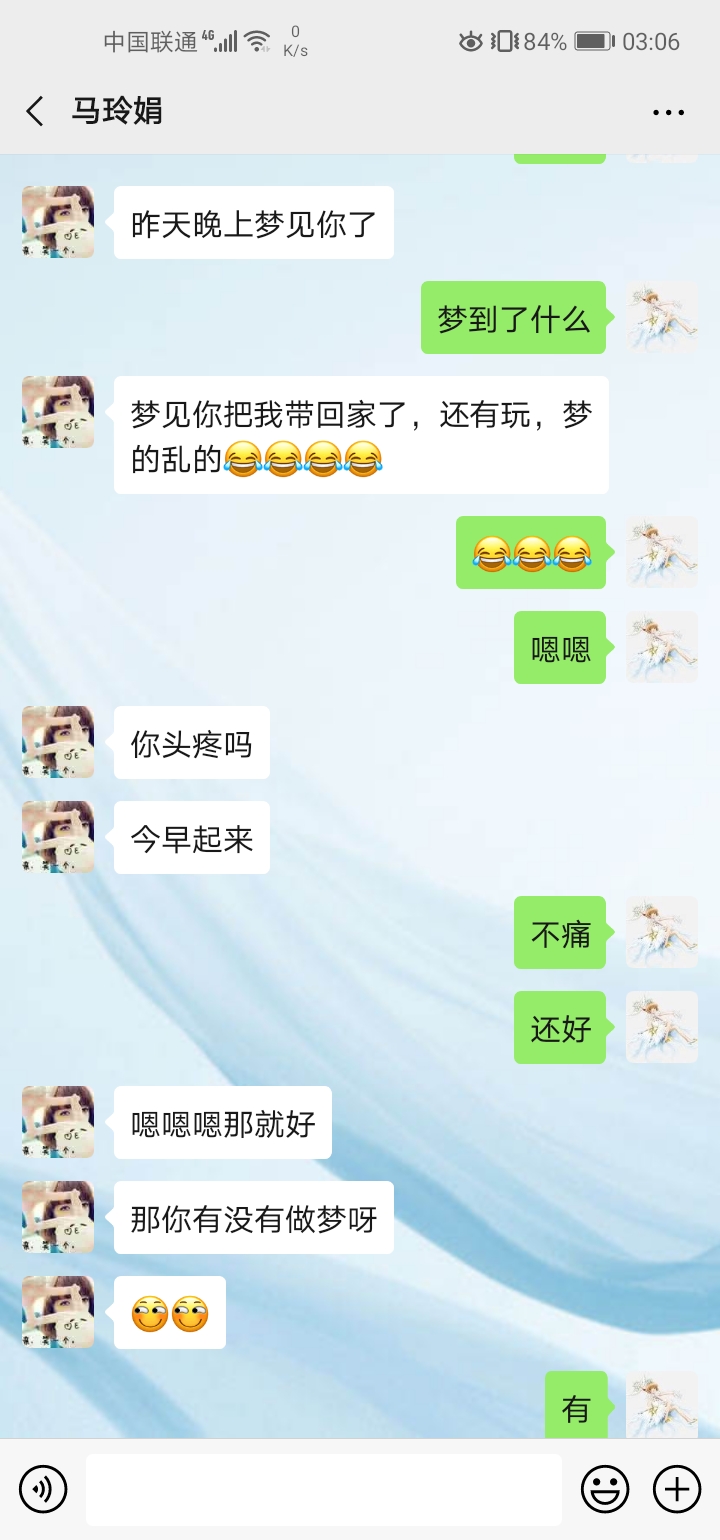 中国联通 4G 0 K/s 84% 03:06
马玲娟
昨天晚上梦见你了
梦到了什么
梦见你把我带回家了，还有玩，梦
的乱的😂😂😂😂
😂😂😂
嗯嗯
你头疼吗
今早起来
不痛
还好
嗯嗯嗯那就好
那你有没有做梦呀
有